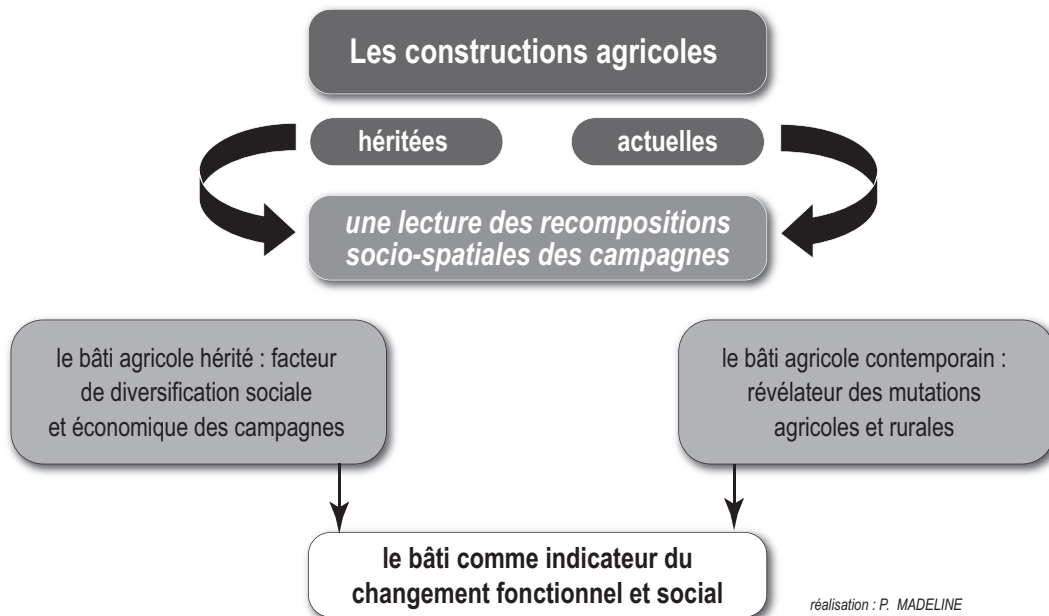 Les constructions agricoles
héritées
actuelles
une lecture des recompositions
socio-spatiales des campagnes
le bâti agricole hérité : facteur
de diversification sociale
et économique des campagnes
le bâti agricole contemporain :
révélateur des mutations
agricoles et rurales
le bâti comme indicateur du
changement fonctionnel et social
réalisation : P. MADELINE